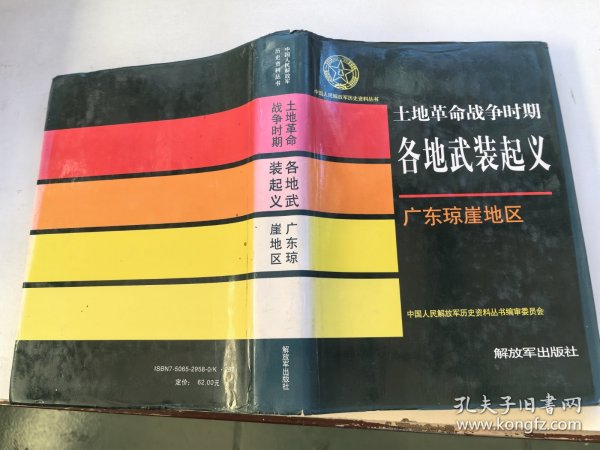 中国人民解放军历史资料丛书
土地革命战争时期
各地武装起义
广东琼崖地区
中国人民解放军历史资料丛书编审委员会
解放军出版社
中国人民解放军
历史资料丛书
土地革命
战争时期
各地武
装起义
广东琼
崖地区
解放军出版社
定价: 62.00元
孔夫子旧书网